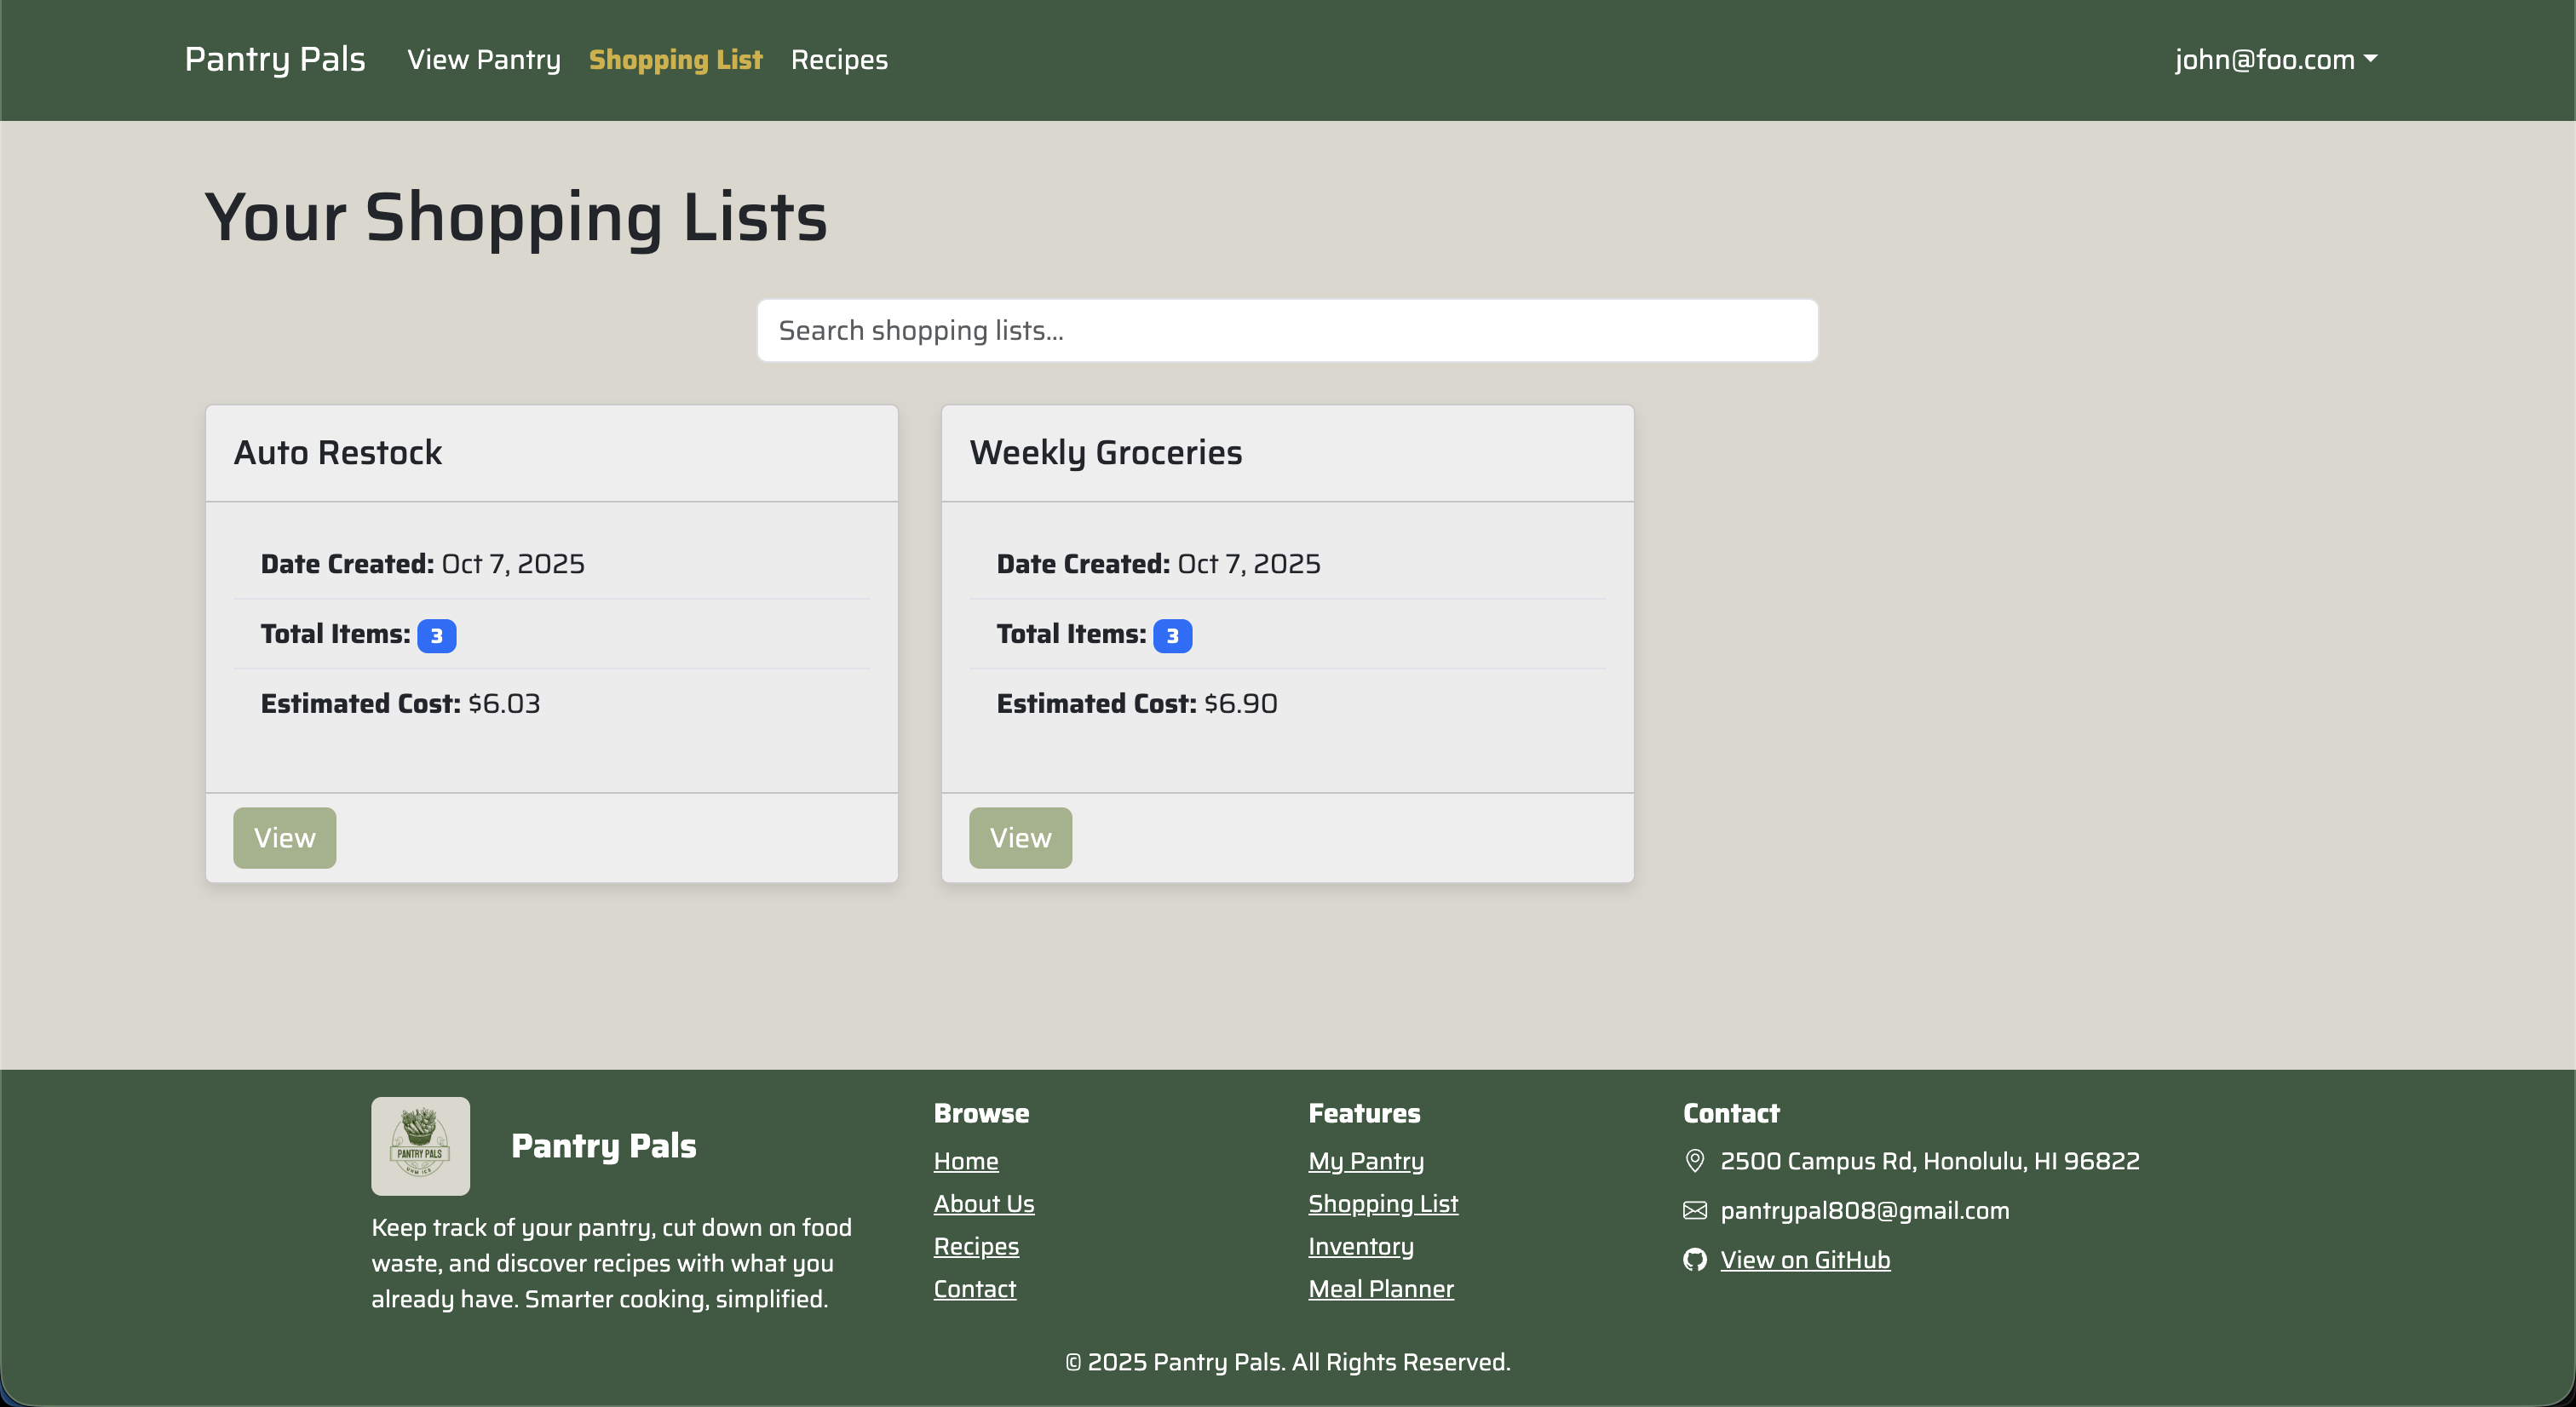 Pantry Pals View Pantry Shopping List Recipes john@foo.com
Your Shopping Lists
Search shopping lists...
Auto Restock
Date Created: Oct 7, 2025
Total Items: 3
Estimated Cost: $6.03
View
Weekly Groceries
Date Created: Oct 7, 2025
Total Items: 3
Estimated Cost: $6.90
View
PANTRY PALS
Pantry Pals
Keep track of your pantry, cut down on food
waste, and discover recipes with what you
already have. Smarter cooking, simplified.
Browse
Home
About Us
Recipes
Contact
Features
My Pantry
Shopping List
Inventory
Meal Planner
Contact
2500 Campus Rd, Honolulu, HI 96822
pantrypal808@gmail.com
View on GitHub
© 2025 Pantry Pals. All Rights Reserved.